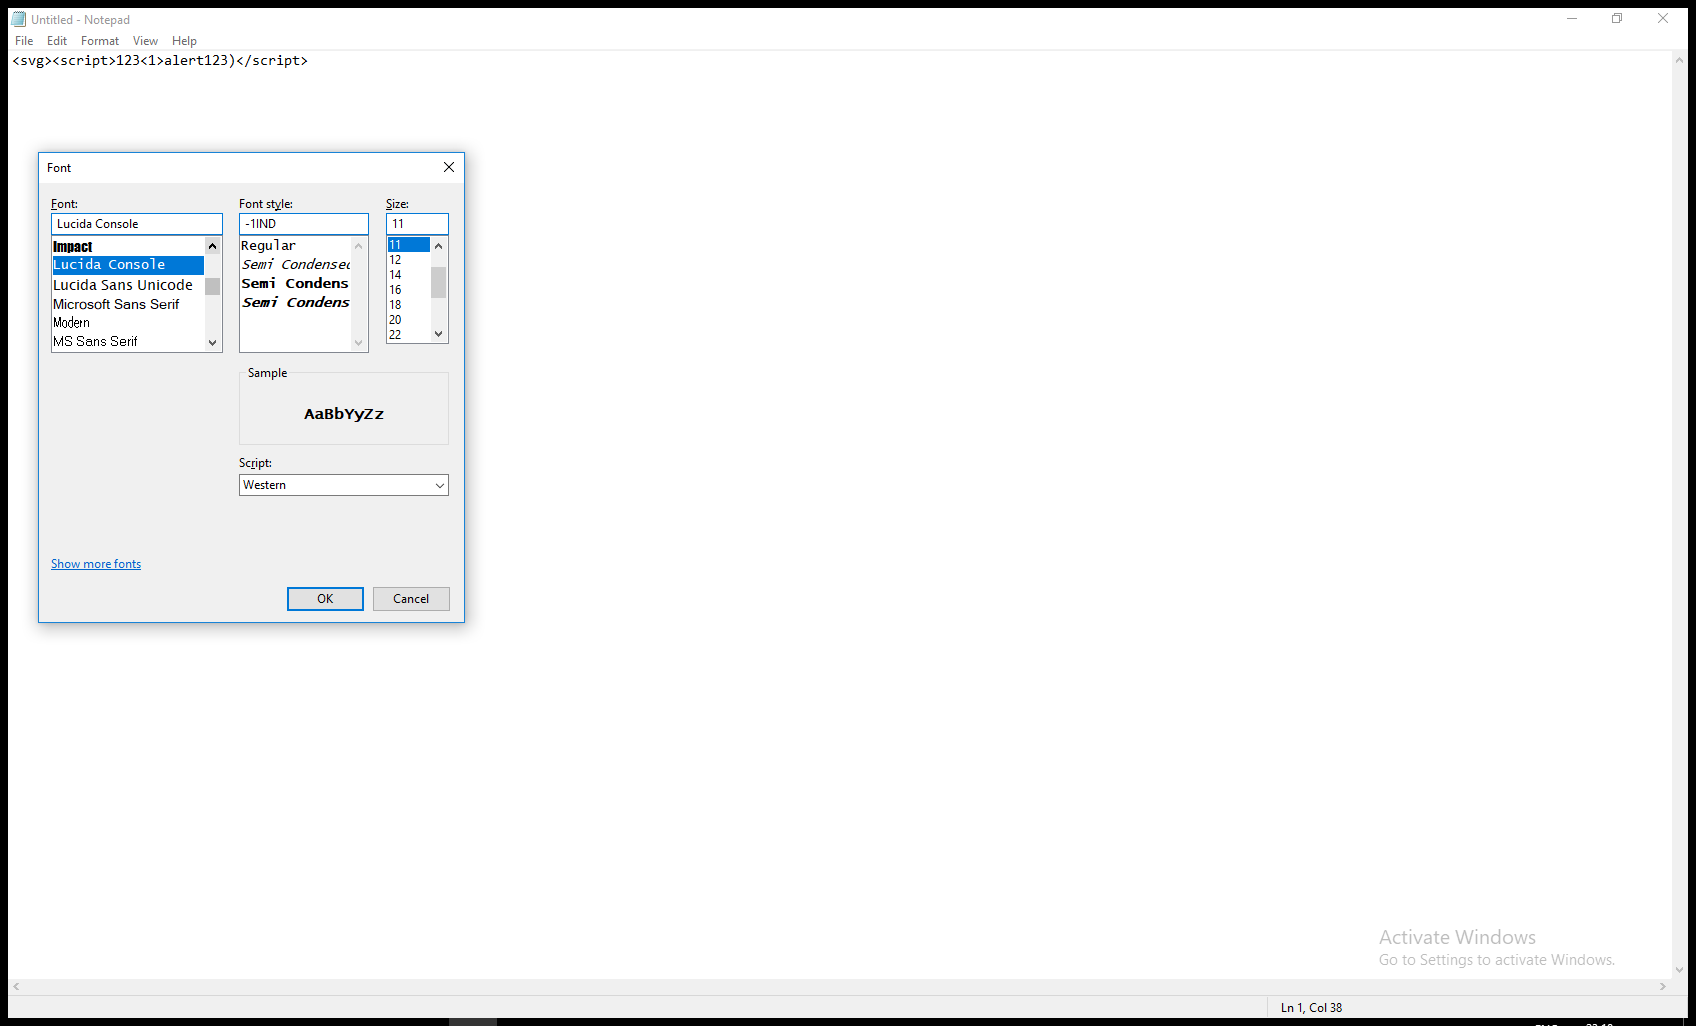 Untitled - Notepad
File Edit Format View Help
<svg><script>123<1>alert123)</script>
Font
Font: Font style: Size:
Lucida Console -1IND 11
Impact
Lucida Console
Lucida Sans Unicode
Microsoft Sans Serif
Modern
MS Sans Serif
Regular
Semi Condensed
Semi Condens
Semi Condens
11
12
14
16
18
20
22
Sample
AaBbYyZz
Script:
Western
Show more fonts
OK Cancel
Activate Windows
Go to Settings to activate Windows.
Ln 1, Col 38